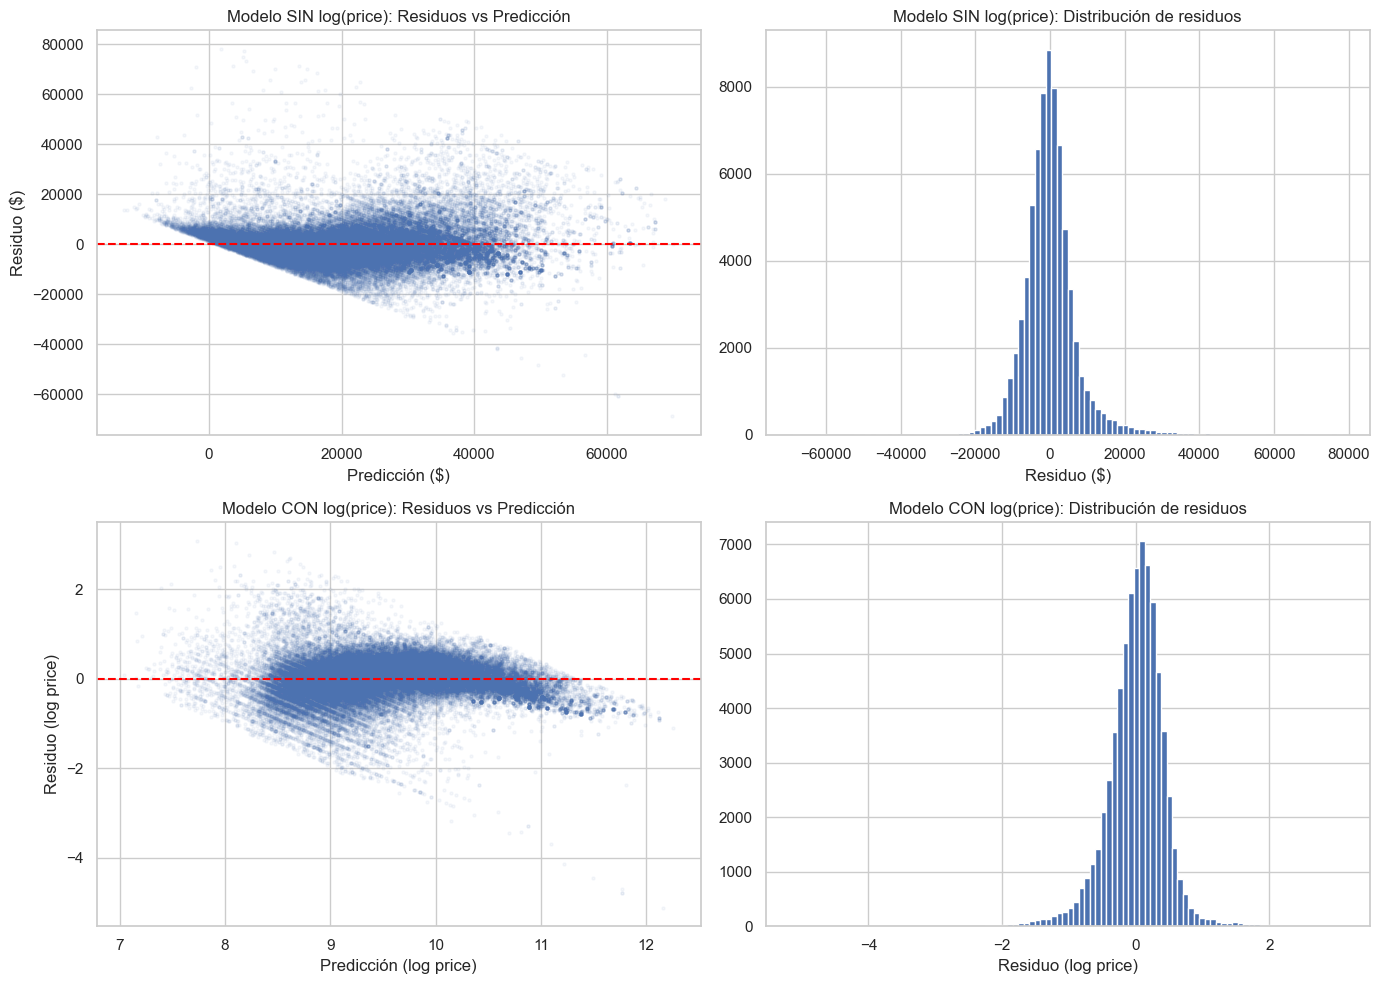 Modelo SIN log(price): Residuos vs Predicción
80000
60000
40000
20000
0
−20000
−40000
−60000
Residuo ($)
0 20000 40000 60000
Predicción ($)
Modelo SIN log(price): Distribución de residuos
8000
6000
4000
2000
0
−60000 −40000 −20000 0 20000 40000 60000 80000
Residuo ($)
Modelo CON log(price): Residuos vs Predicción
2
0
−2
−4
Residuo (log price)
7 8 9 10 11 12
Predicción (log price)
Modelo CON log(price): Distribución de residuos
7000
6000
5000
4000
3000
2000
1000
0
−4 −2 0 2
Residuo (log price)